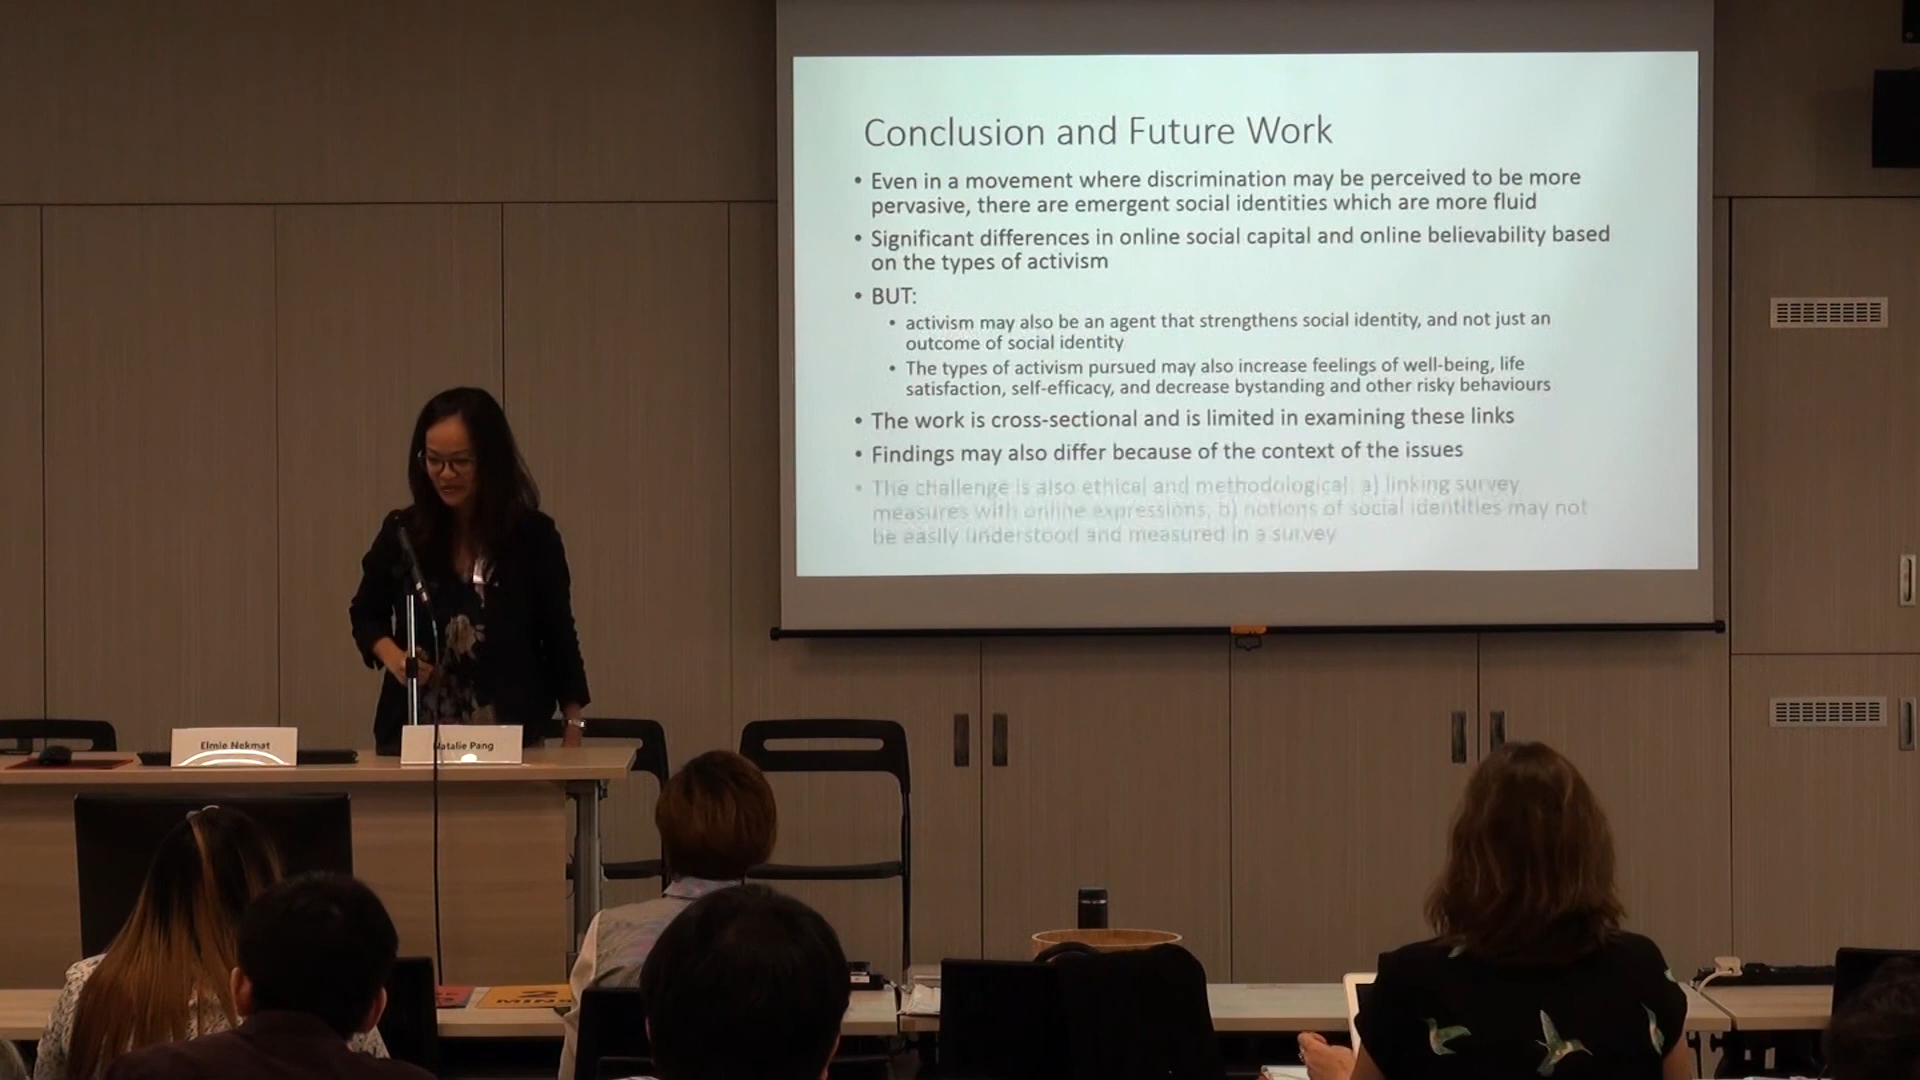 Conclusion and Future Work
• Even in a movement where discrimination may be perceived to be more
pervasive, there are emergent social identities which are more fluid
• Significant differences in online social capital and online believability based
on the types of activism
• BUT:
• activism may also be an agent that strengthens social identity, and not just an
outcome of social identity
• The types of activism pursued may also increase feelings of well-being, life
satisfaction, self-efficacy, and decrease bystanding and other risky behaviours
• The work is cross-sectional and is limited in examining these links
• Findings may also differ because of the context of the issues
• The challenge is also ethical and methodological: a) linking survey
measures with online expressions, b) notions of social identities may not
be easily understood and measured in a survey
Elmie Nekmat
Natalie Pang
2
MINS